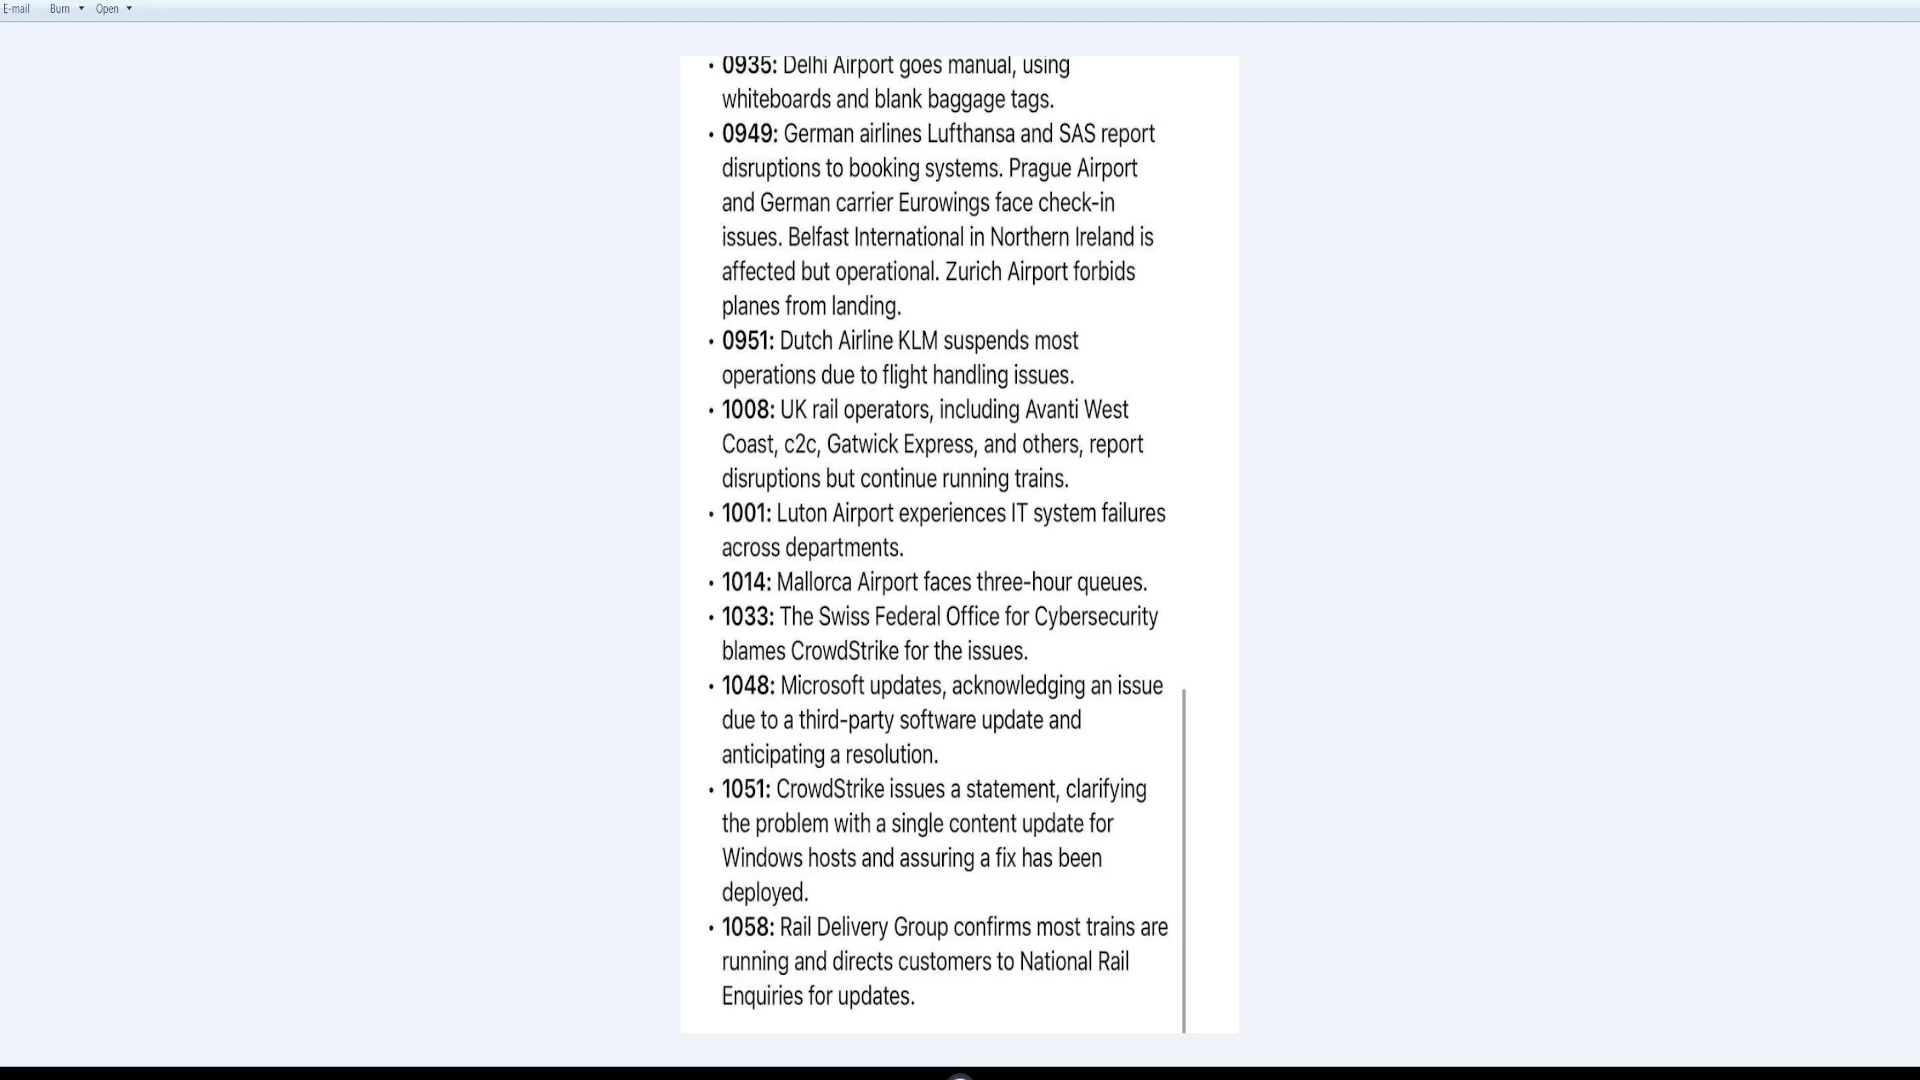 E-mail Burn Open
• 0935: Delhi Airport goes manual, using
whiteboards and blank baggage tags.
• 0949: German airlines Lufthansa and SAS report
disruptions to booking systems. Prague Airport
and German carrier Eurowings face check-in
issues. Belfast International in Northern Ireland is
affected but operational. Zurich Airport forbids
planes from landing.
• 0951: Dutch Airline KLM suspends most
operations due to flight handling issues.
• 1008: UK rail operators, including Avanti West
Coast, c2c, Gatwick Express, and others, report
disruptions but continue running trains.
• 1001: Luton Airport experiences IT system failures
across departments.
• 1014: Mallorca Airport faces three-hour queues.
• 1033: The Swiss Federal Office for Cybersecurity
blames CrowdStrike for the issues.
• 1048: Microsoft updates, acknowledging an issue
due to a third-party software update and
anticipating a resolution.
• 1051: CrowdStrike issues a statement, clarifying
the problem with a single content update for
Windows hosts and assuring a fix has been
deployed.
• 1058: Rail Delivery Group confirms most trains are
running and directs customers to National Rail
Enquiries for updates.